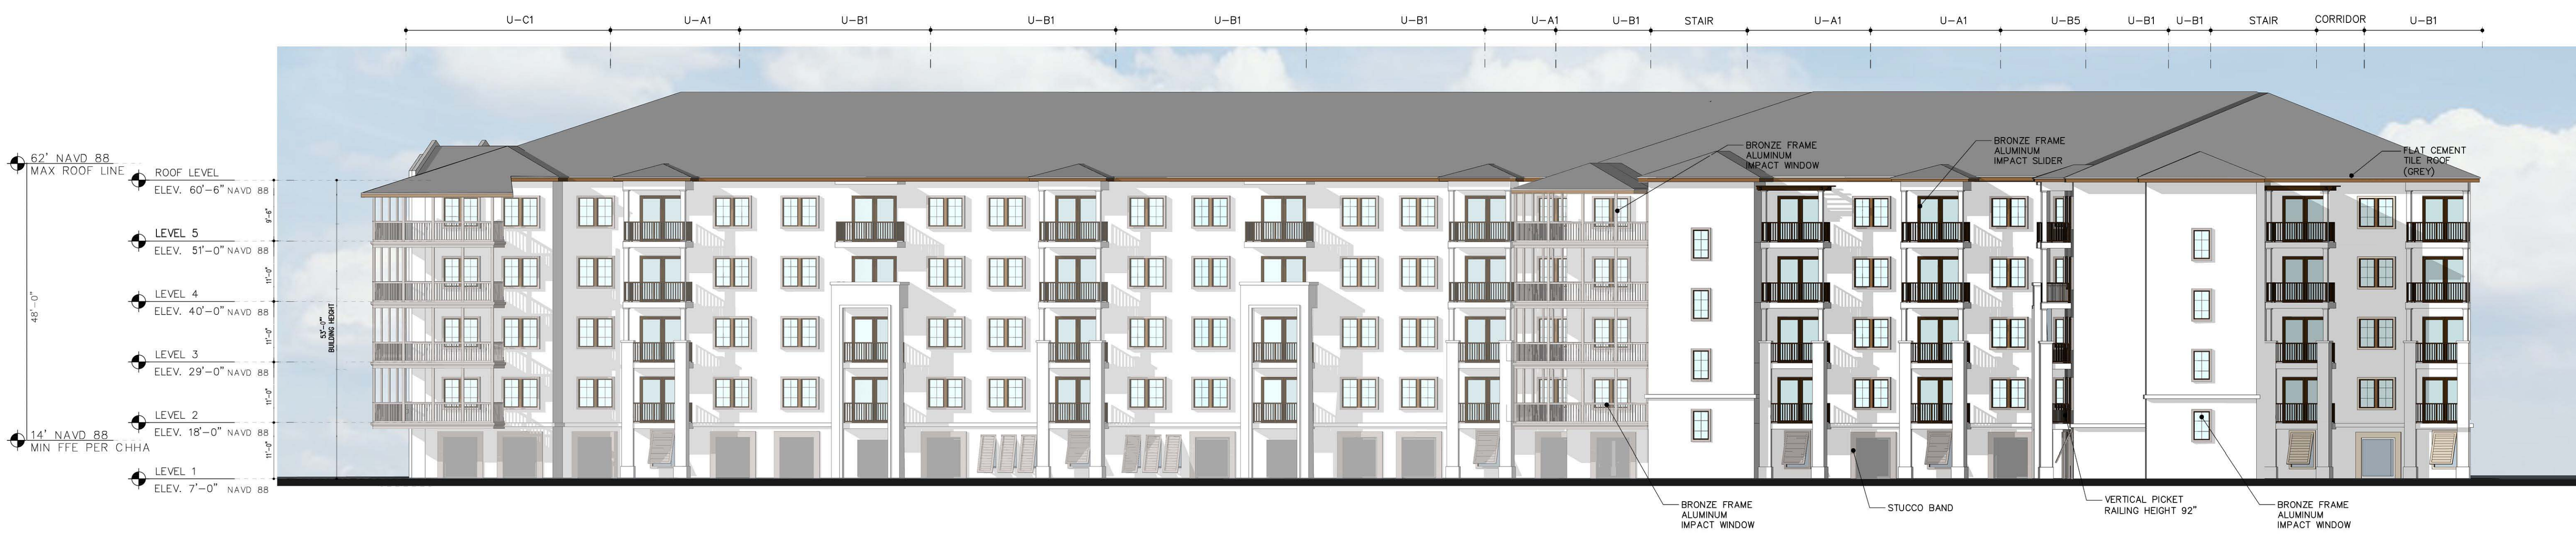 U-C1
U-A1
U-B1
U-B1
U-B1
U-B1
U-A1
U-B1
STAIR
U-A1
U-A1
U-B5
U-B1
U-B1
STAIR
CORRIDOR
U-B1
62' NAVD 88
MAX ROOF LINE
48'-0"
14' NAVD 88
MIN FFE PER CHHA
ROOF LEVEL
ELEV. 60'-6" NAVD 88
9'-6"
LEVEL 5
ELEV. 51'-0" NAVD 88
11'-0"
LEVEL 4
ELEV. 40'-0" NAVD 88
11'-0"
LEVEL 3
ELEV. 29'-0" NAVD 88
11'-0"
LEVEL 2
ELEV. 18'-0" NAVD 88
11'-0"
LEVEL 1
ELEV. 7'-0" NAVD 88
53'-0"
BUILDING HEIGHT
BRONZE FRAME
ALUMINUM
IMPACT WINDOW
BRONZE FRAME
ALUMINUM
IMPACT SLIDER
FLAT CEMENT
TILE ROOF
(GREY)
BRONZE FRAME
ALUMINUM
IMPACT WINDOW
STUCCO BAND
VERTICAL PICKET
RAILING HEIGHT 92"
BRONZE FRAME
ALUMINUM
IMPACT WINDOW